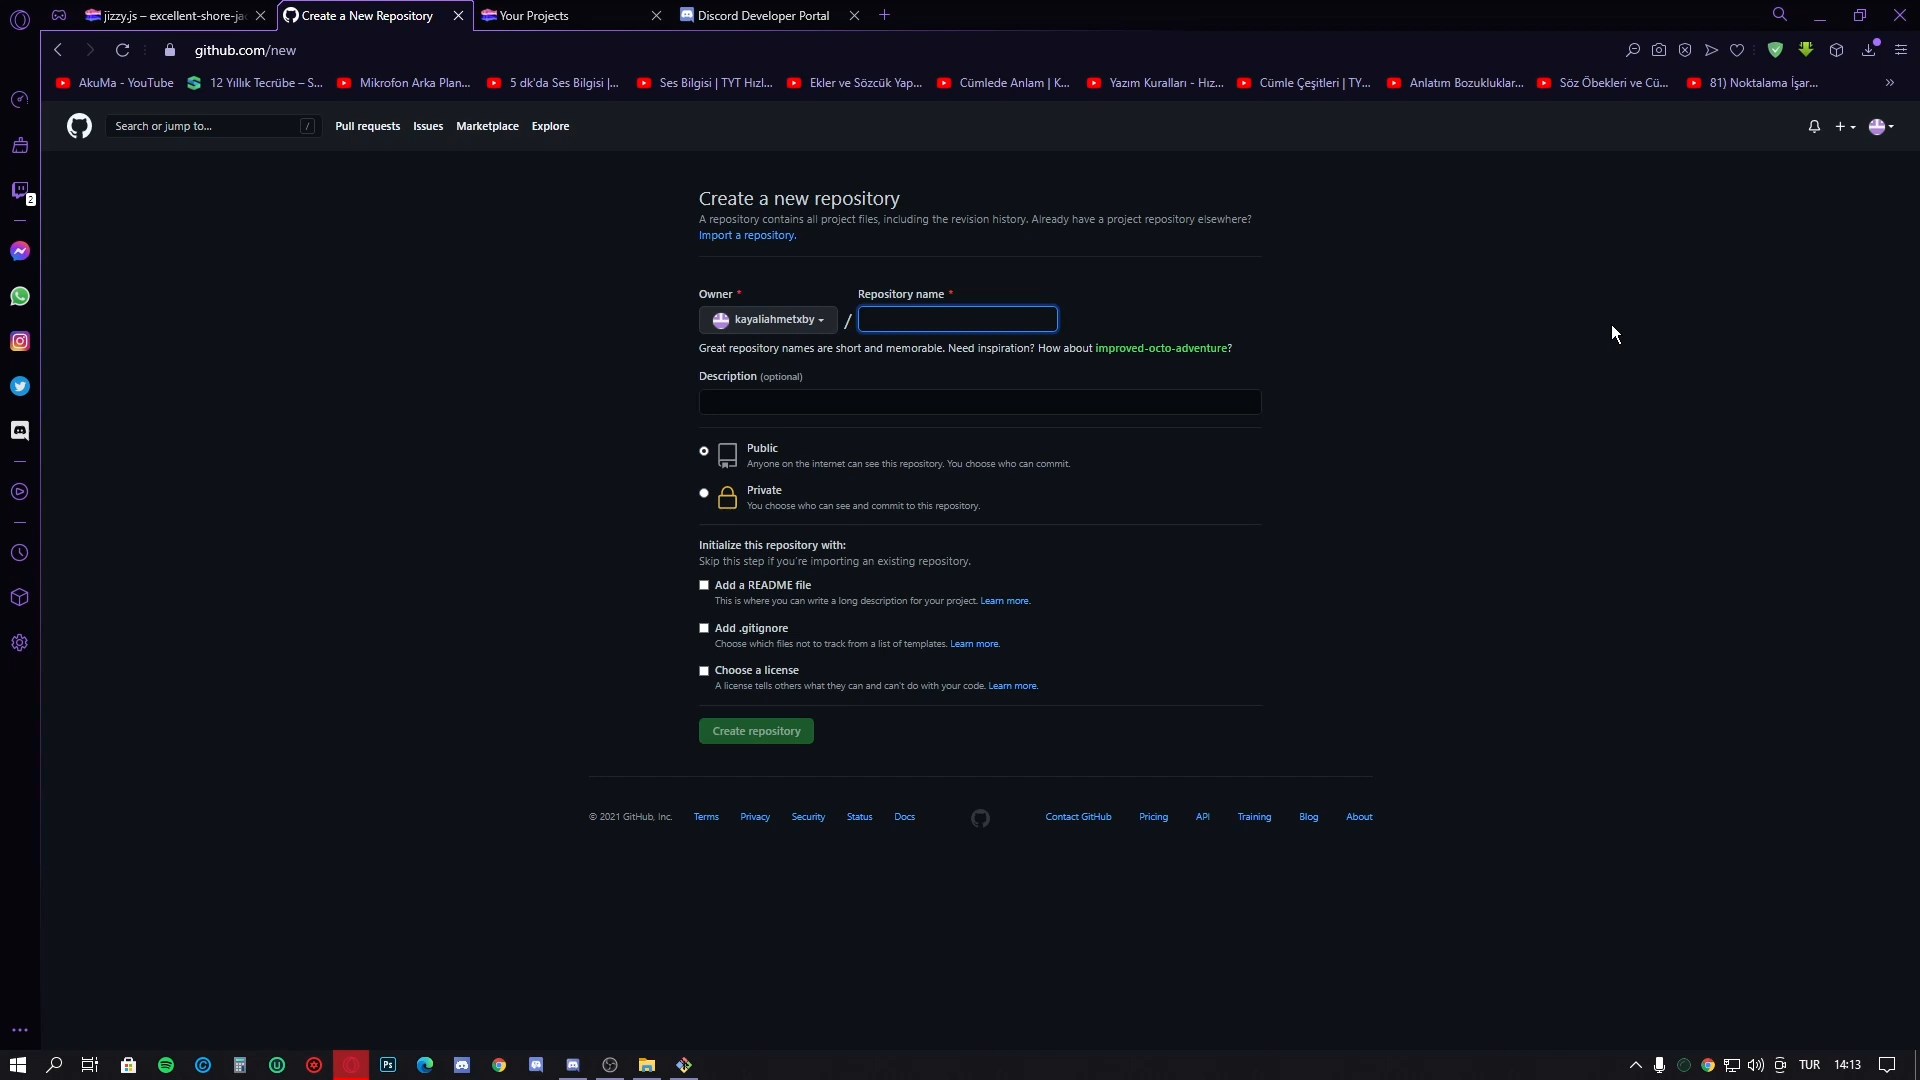 jizzy.js – excellent-shore-ja
Create a New Repository
Your Projects
Discord Developer Portal
github.com/new
AkuMa - YouTube
12 Yıllık Tecrübe – S...
Mikrofon Arka Plan...
5 dk'da Ses Bilgisi |...
Ses Bilgisi | TYT Hızl...
Ekler ve Sözcük Yap...
Cümlede Anlam | K...
Yazım Kuralları - Hız...
Cümle Çeşitleri | TY...
Anlatım Bozukluklar...
Söz Öbekleri ve Cü...
81) Noktalama İşar...
»
Search or jump to...
/
Pull requests
Issues
Marketplace
Explore
2
Create a new repository
A repository contains all project files, including the revision history. Already have a project repository elsewhere?
Import a repository.
Owner *
Repository name *
kayaliahmetxby
/
Great repository names are short and memorable. Need inspiration? How about improved-octo-adventure?
Description (optional)
Public
Anyone on the internet can see this repository. You choose who can commit.
Private
You choose who can see and commit to this repository.
Initialize this repository with:
Skip this step if you're importing an existing repository.
Add a README file
This is where you can write a long description for your project. Learn more.
Add .gitignore
Choose which files not to track from a list of templates. Learn more.
Choose a license
A license tells others what they can and can't do with your code. Learn more.
Create repository
© 2021 GitHub, Inc.
Terms
Privacy
Security
Status
Docs
Contact GitHub
Pricing
API
Training
Blog
About
Ps
TUR
14:13